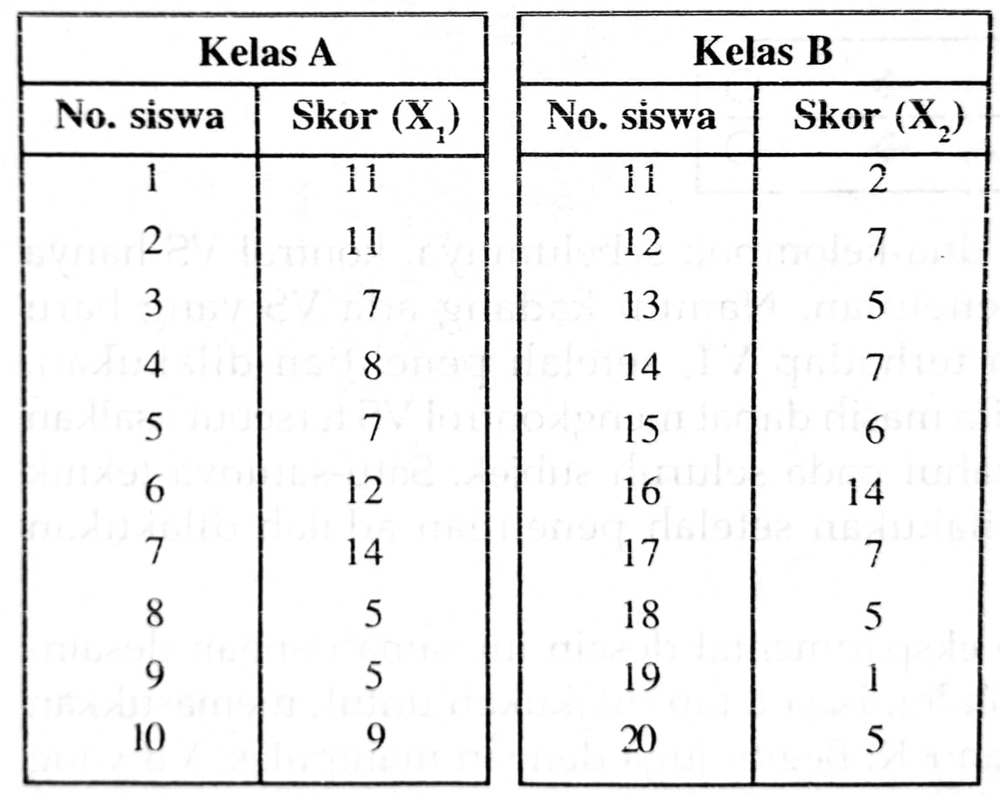 Kelas A Kelas B
No. siswa Skor (X₁) No. siswa Skor (X₂)
1 11 11 2
2 11 12 7
3 7 13 5
4 8 14 7
5 7 15 6
6 12 16 14
7 14 17 7
8 5 18 5
9 5 19 1
10 9 20 5